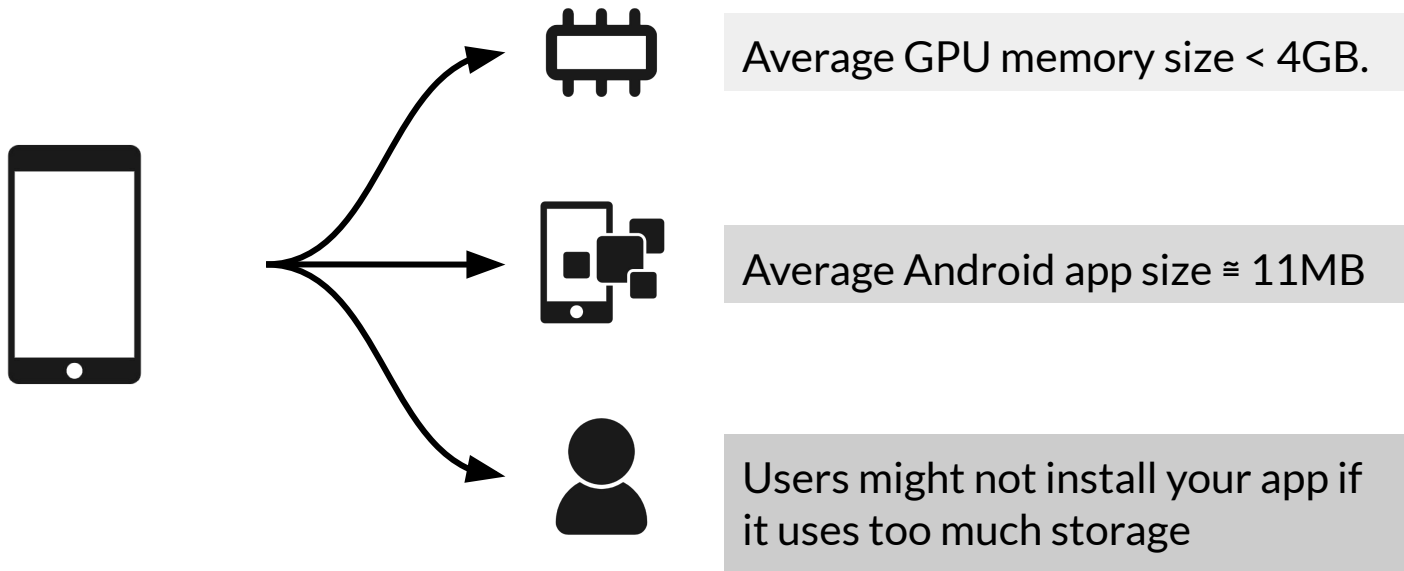 Average GPU memory size < 4GB.
Average Android app size ≅ 11MB
Users might not install your app if
it uses too much storage